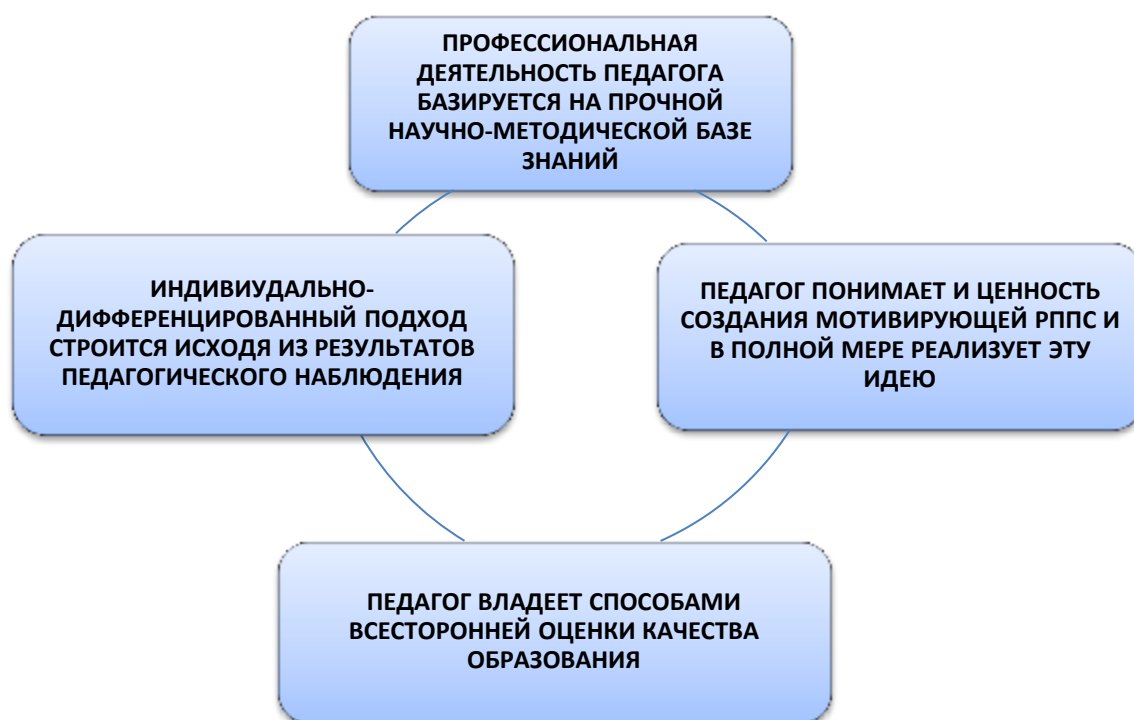 ПРОФЕССИОНАЛЬНАЯ
ДЕЯТЕЛЬНОСТЬ ПЕДАГОГА
БАЗИРУЕТСЯ НА ПРОЧНОЙ
НАУЧНО-МЕТОДИЧЕСКОЙ БАЗЕ
ЗНАНИЙ
ИНДИВИУДАЛЬНО-
ДИФФЕРЕНЦИРОВАННЫЙ ПОДХОД
СТРОИТСЯ ИСХОДЯ ИЗ РЕЗУЛЬТАТОВ
ПЕДАГОГИЧЕСКОГО НАБЛЮДЕНИЯ
ПЕДАГОГ ПОНИМАЕТ И ЦЕННОСТЬ
СОЗДАНИЯ МОТИВИРУЮЩЕЙ РППС И
В ПОЛНОЙ МЕРЕ РЕАЛИЗУЕТ ЭТУ
ИДЕЮ
ПЕДАГОГ ВЛАДЕЕТ СПОСОБАМИ
ВСЕСТОРОННЕЙ ОЦЕНКИ КАЧЕСТВА
ОБРАЗОВАНИЯ